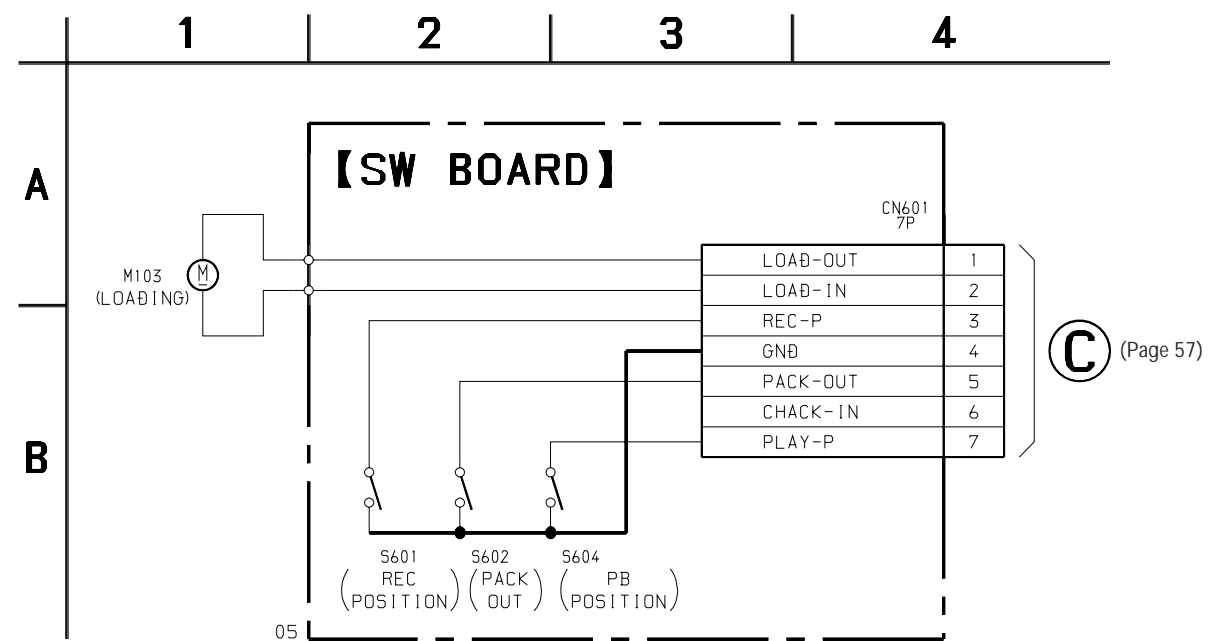 1 2 3 4
A
【SW BOARD】
CN601
7P
LOAD-OUT 1
M103
(LOADING)
M
LOAD-IN 2
REC-P 3
GND 4
C (Page 57)
PACK-OUT 5
CHACK-IN 6
PLAY-P 7
B
S601
(REC
POSITION)
S602
(PACK
OUT)
S604
(PB
POSITION)
05